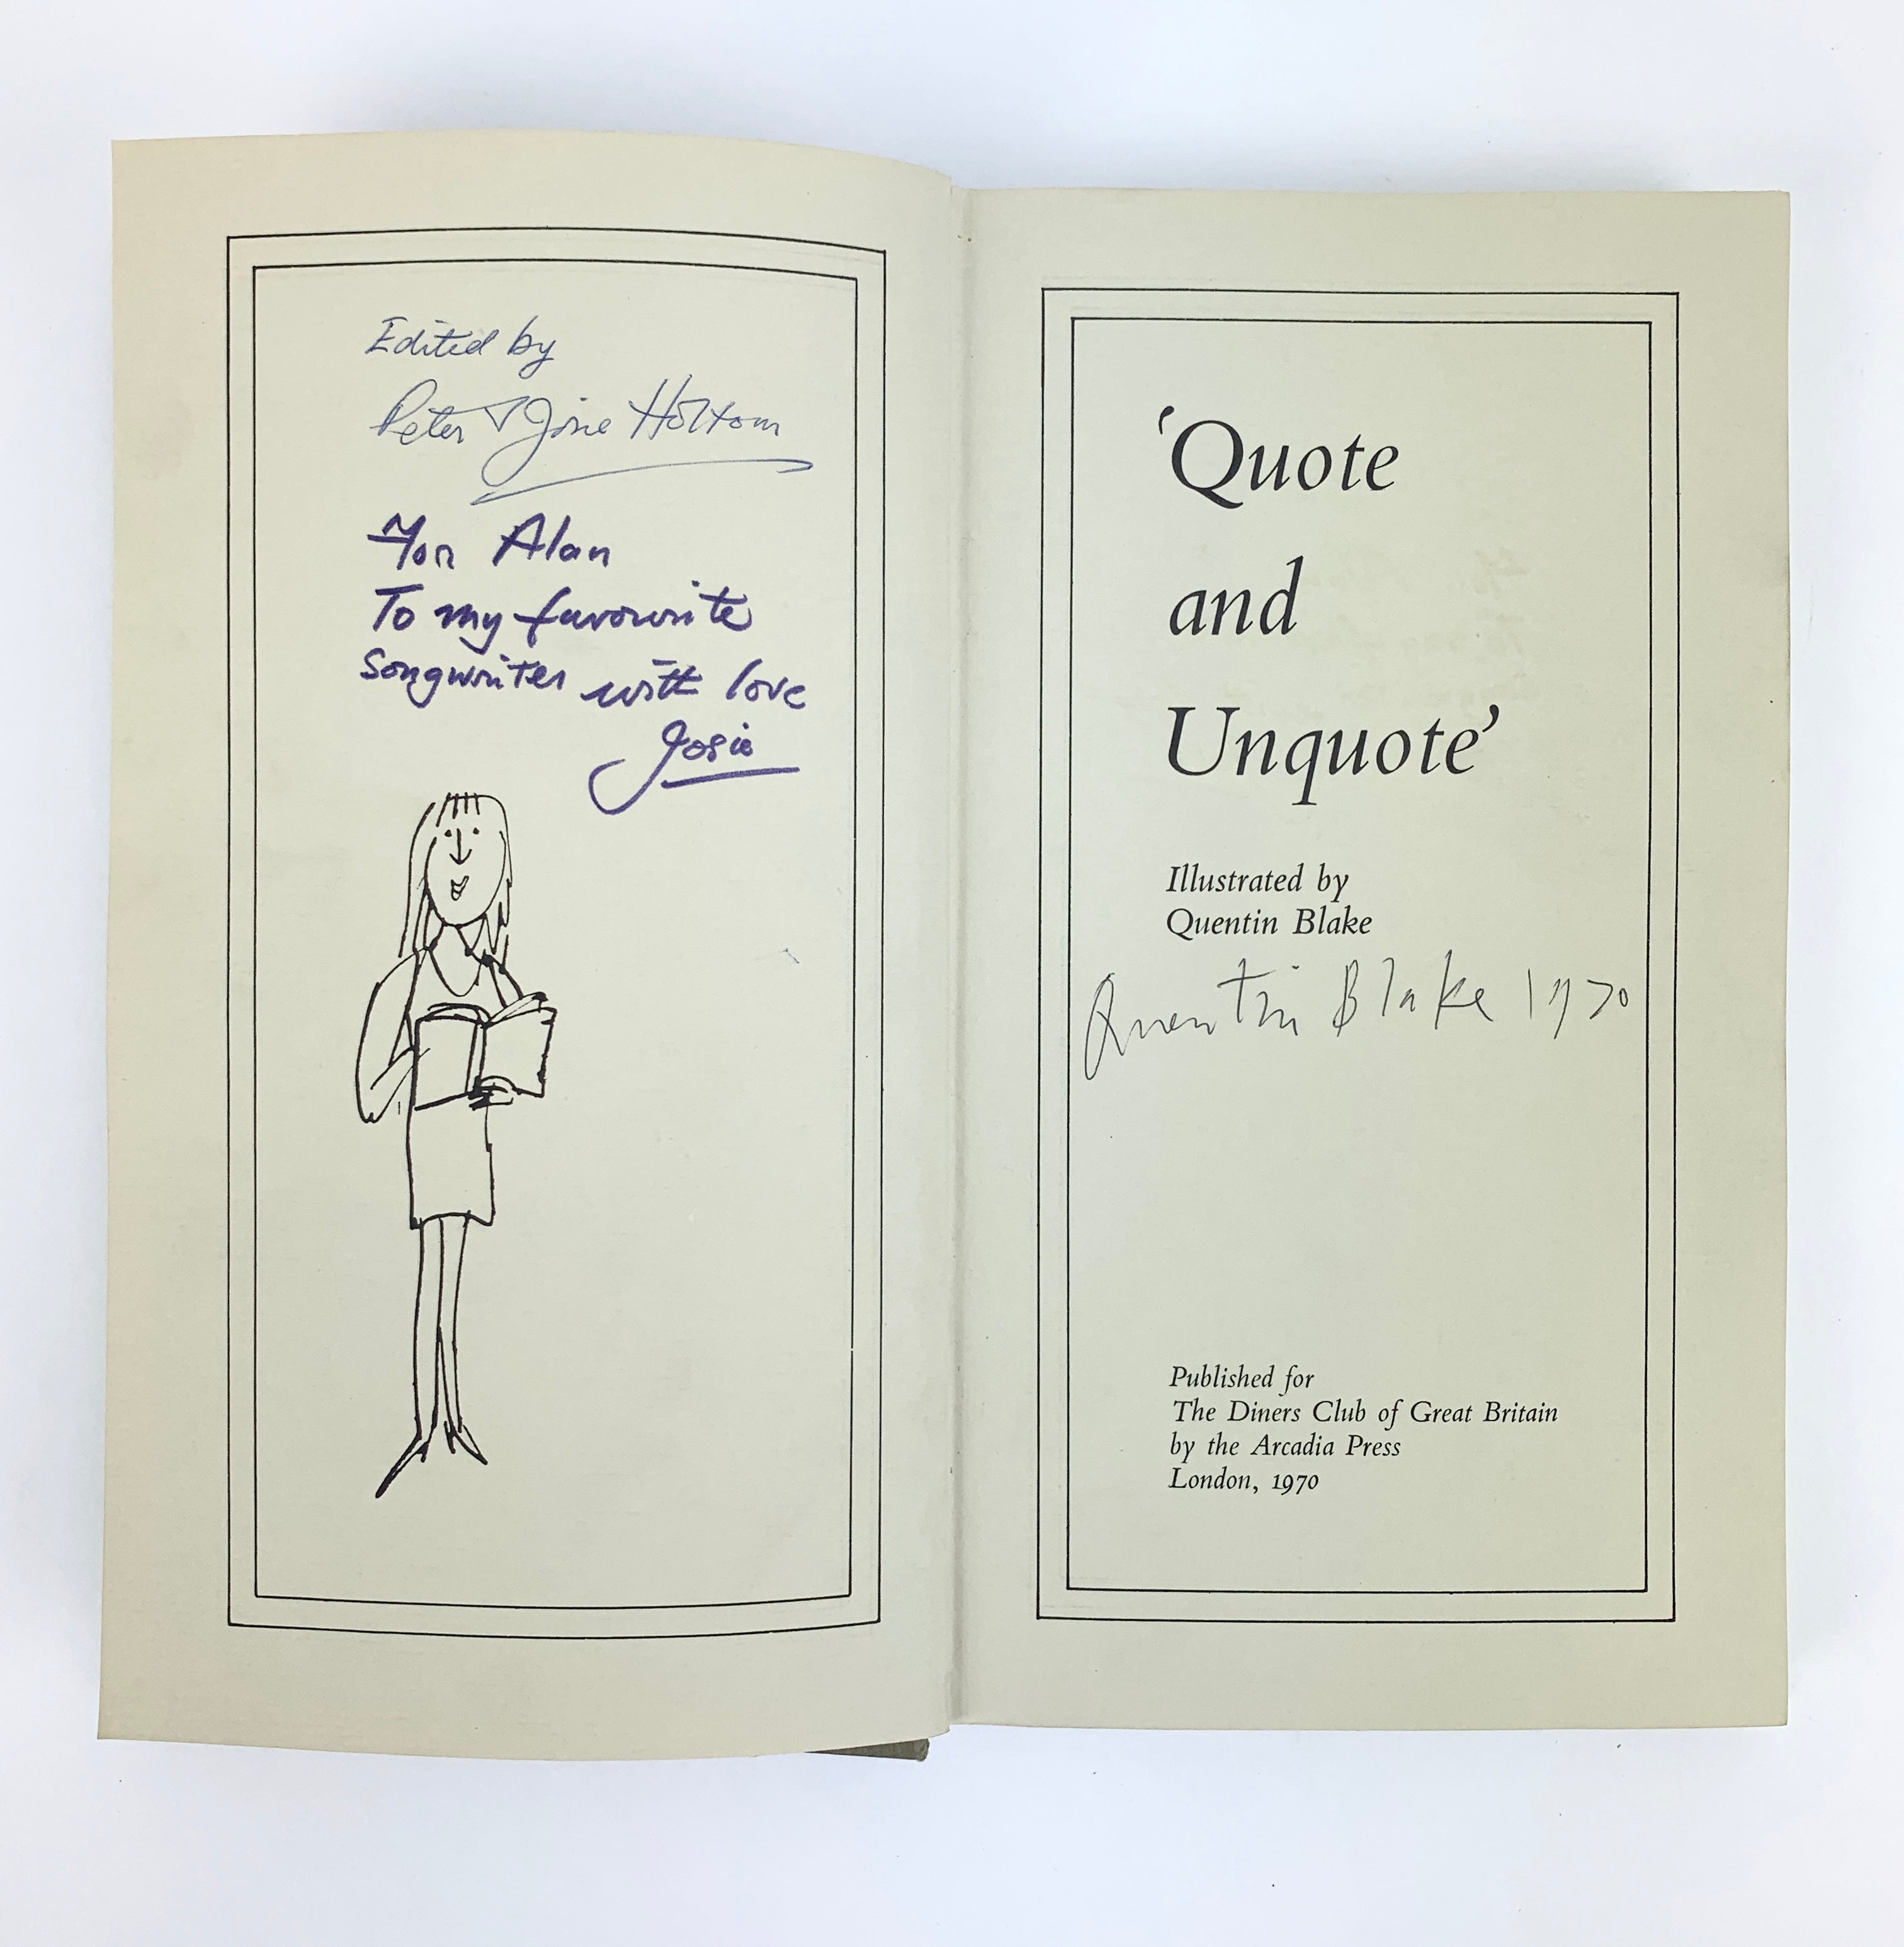 Edited by
Peter & Josie Holtom
For Alan
To my favourite
songwriter with love
Josie
‘Quote
and
Unquote’
Illustrated by
Quentin Blake
Quentin Blake 1970
Published for
The Diners Club of Great Britain
by the Arcadia Press
London, 1970